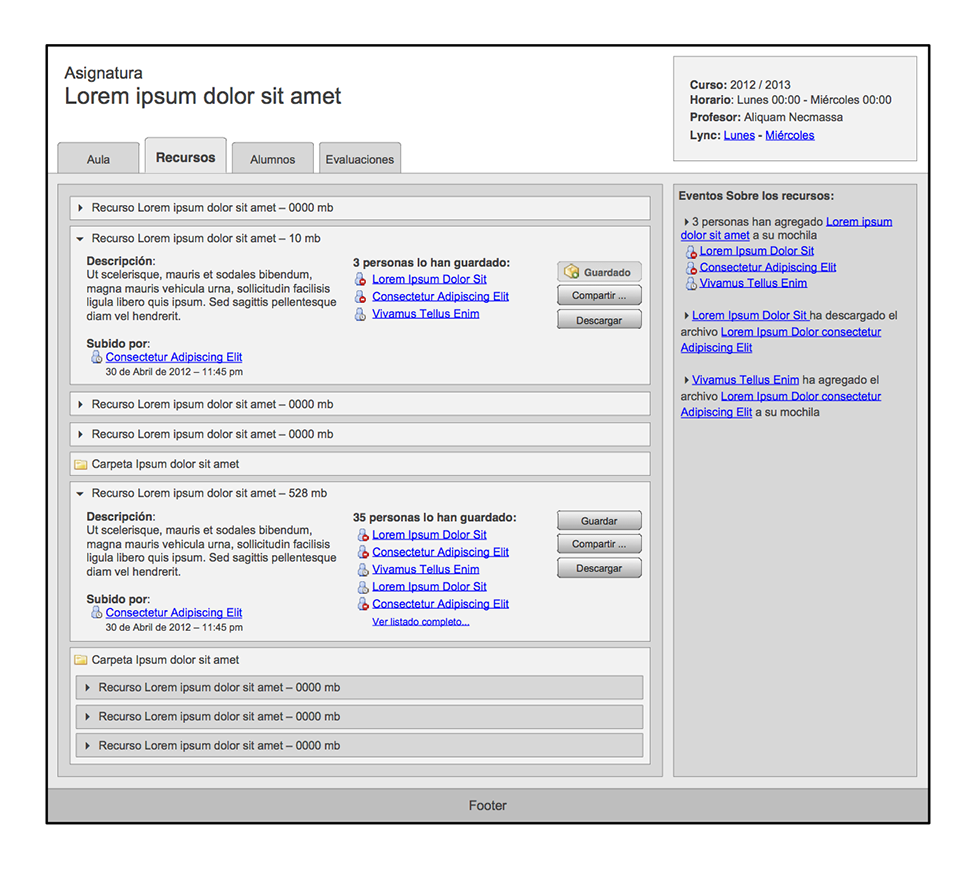 Asignatura
Lorem ipsum dolor sit amet
Curso: 2012 / 2013
Horario: Lunes 00:00 - Miércoles 00:00
Profesor: Aliquam Necmassa
Lync: Lunes - Miércoles
Aula
Recursos
Alumnos
Evaluaciones
Recurso Lorem ipsum dolor sit amet – 0000 mb
Recurso Lorem ipsum dolor sit amet – 10 mb
Descripción:
Ut scelerisque, mauris et sodales bibendum,
magna mauris vehicula urna, sollicitudin facilisis
ligula libero quis ipsum. Sed sagittis pellentesque
diam vel hendrerit.
Subido por:
Consectetur Adipiscing Elit
30 de Abril de 2012 – 11:45 pm
3 personas lo han guardado:
Lorem Ipsum Dolor Sit
Consectetur Adipiscing Elit
Vivamus Tellus Enim
Guardado
Compartir ...
Descargar
Recurso Lorem ipsum dolor sit amet – 0000 mb
Recurso Lorem ipsum dolor sit amet – 0000 mb
Carpeta Ipsum dolor sit amet
Recurso Lorem ipsum dolor sit amet – 528 mb
Descripción:
Ut scelerisque, mauris et sodales bibendum,
magna mauris vehicula urna, sollicitudin facilisis
ligula libero quis ipsum. Sed sagittis pellentesque
diam vel hendrerit.
Subido por:
Consectetur Adipiscing Elit
30 de Abril de 2012 – 11:45 pm
35 personas lo han guardado:
Lorem Ipsum Dolor Sit
Consectetur Adipiscing Elit
Vivamus Tellus Enim
Lorem Ipsum Dolor Sit
Consectetur Adipiscing Elit
Ver listado completo...
Guardar
Compartir ...
Descargar
Carpeta Ipsum dolor sit amet
Recurso Lorem ipsum dolor sit amet – 0000 mb
Recurso Lorem ipsum dolor sit amet – 0000 mb
Recurso Lorem ipsum dolor sit amet – 0000 mb
Eventos Sobre los recursos:
3 personas han agregado Lorem ipsum
dolor sit amet a su mochila
Lorem Ipsum Dolor Sit
Consectetur Adipiscing Elit
Vivamus Tellus Enim
Lorem Ipsum Dolor Sit ha descargado el
archivo Lorem Ipsum Dolor consectetur
Adipiscing Elit
Vivamus Tellus Enim ha agregado el
archivo Lorem Ipsum Dolor consectetur
Adipiscing Elit a su mochila
Footer